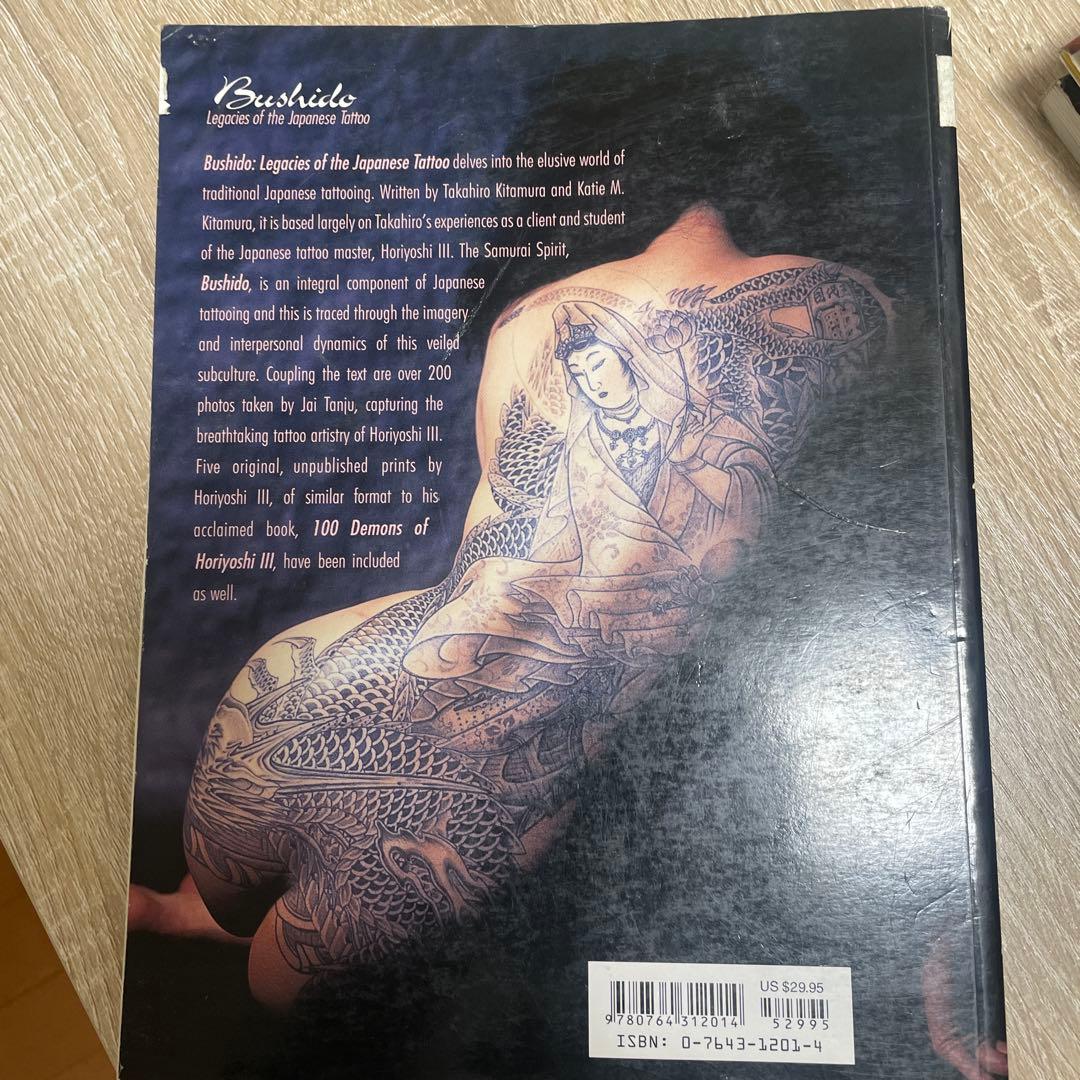 Bushido
Legacies of the Japanese Tattoo
Bushido: Legacies of the Japanese Tattoo delves into the elusive world of
traditional Japanese tattooing. Written by Takahiro Kitamura and Katie M.
Kitamura, it is based largely on Takahiro's experiences as a client and student
of the Japanese tattoo master, Horiyoshi III. The Samurai Spirit,
Bushido, is an integral component of Japanese
tattooing and this is traced through the imagery
and interpersonal dynamics of this veiled
subculture. Coupling the text are over 200
photos taken by Jai Tanju, capturing the
breathtaking tattoo artistry of Horiyoshi III.
Five original, unpublished prints by
Horiyoshi III, of similar format to his
acclaimed book, 100 Demons of
Horiyoshi III, have been included
as well.
US $29.95
9 780764 312014
52995
ISBN: 0-7643-1201-4